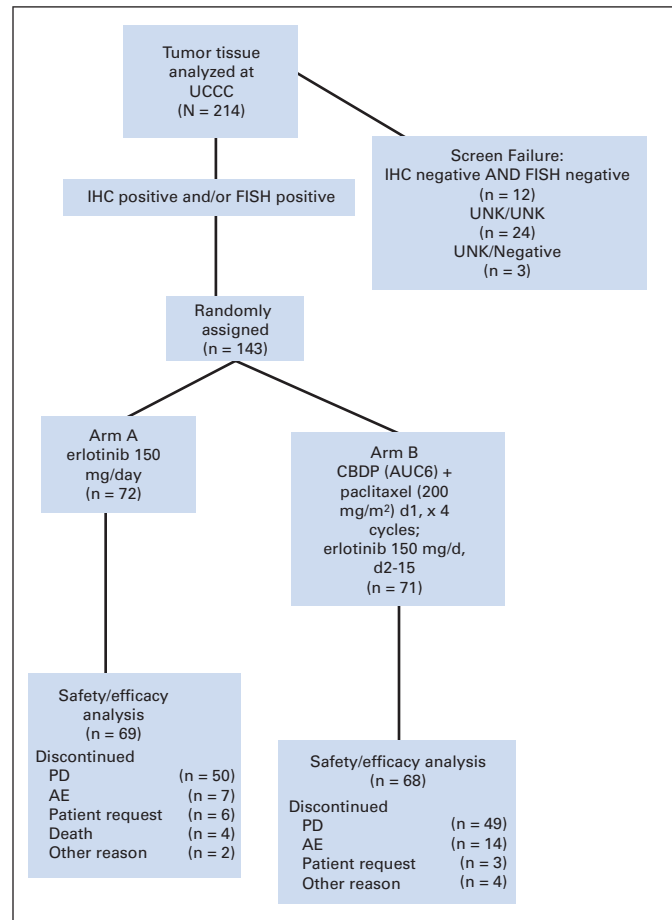 Tumor tissue
analyzed at
UCCC
(N = 214)
Screen Failure:
IHC negative AND FISH negative
(n = 12)
UNK/UNK
(n = 24)
UNK/Negative
(n = 3)
IHC positive and/or FISH positive
Randomly
assigned
(n = 143)
Arm A
erlotinib 150
mg/day
(n = 72)
Arm B
CBDP (AUC6) +
paclitaxel (200
mg/m²) d1, x 4
cycles;
erlotinib 150 mg/d,
d2-15
(n = 71)
Safety/efficacy
analysis
(n = 69)
Discontinued
PD (n = 50)
AE (n = 7)
Patient request (n = 6)
Death (n = 4)
Other reason (n = 2)
Safety/efficacy analysis
(n = 68)
Discontinued
PD (n = 49)
AE (n = 14)
Patient request (n = 3)
Other reason (n = 4)